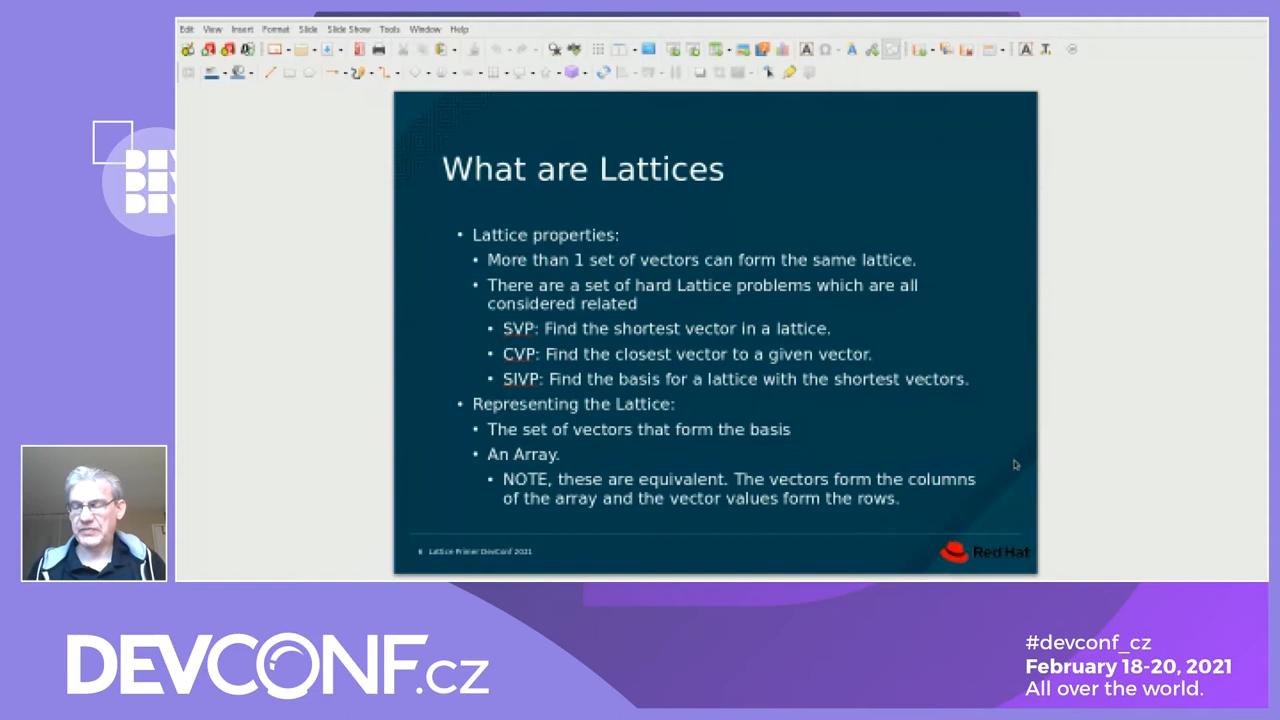 Edit View Insert Format Slide Slide Show Tools Window Help
What are Lattices
• Lattice properties:
• More than 1 set of vectors can form the same lattice.
• There are a set of hard Lattice problems which are all
considered related
• SVP: Find the shortest vector in a lattice.
• CVP: Find the closest vector to a given vector.
• SIVP: Find the basis for a lattice with the shortest vectors.
• Representing the Lattice:
• The set of vectors that form the basis
• An Array.
• NOTE, these are equivalent. The vectors form the columns
of the array and the vector values form the rows.
Lattice Primer DevConf 2021
Red Hat
DEVCONF.cz
#devconf_cz
February 18-20, 2021
All over the world.